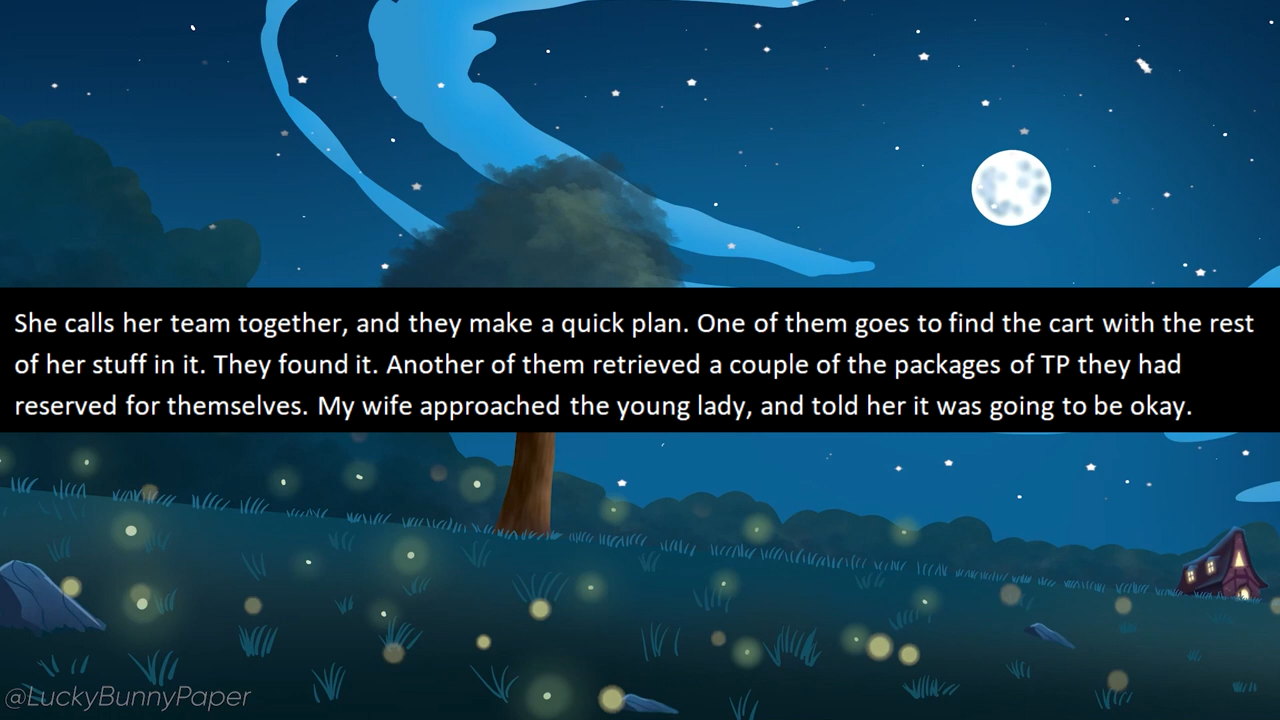 She calls her team together, and they make a quick plan. One of them goes to find the cart with the rest
of her stuff in it. They found it. Another of them retrieved a couple of the packages of TP they had
reserved for themselves. My wife approached the young lady, and told her it was going to be okay.
@LuckyBunnyPaper